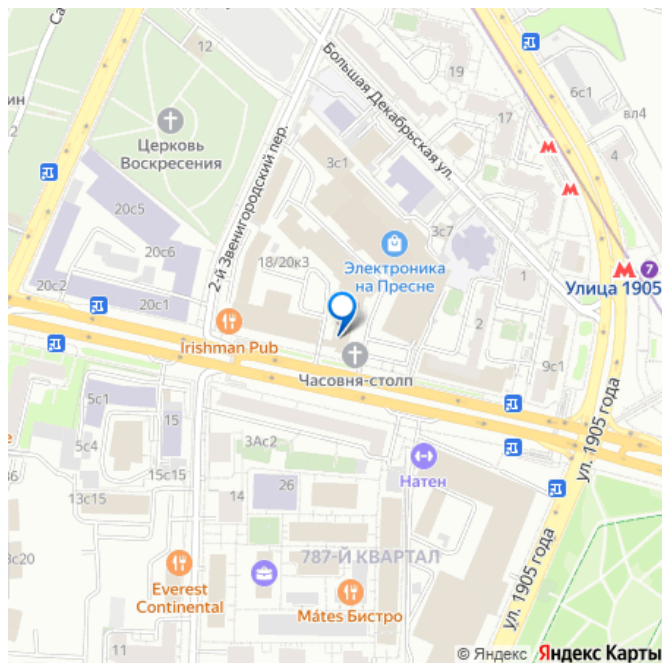 12
Большая Декабрьская ул.
19
6с1
вл4
17
4
Церковь
Воскресения
3с1
20с5
2-й Звенигородский пер.
3с7
20с6
18/20к3
Электроника
на Пресне
1
7
Улица 1905
20с2
20с1
Irishman Pub
2
Часовня-столп
9с1
5с1
15
ул. 1905 года
5с4
3Ас2
Натен
15с15
13с15
14
26
3с20
787-Й КВАРТАЛ
Everest
Continental
Mátes Бистро
ул. 1905 года
11
© Яндекс Яндекс Карты